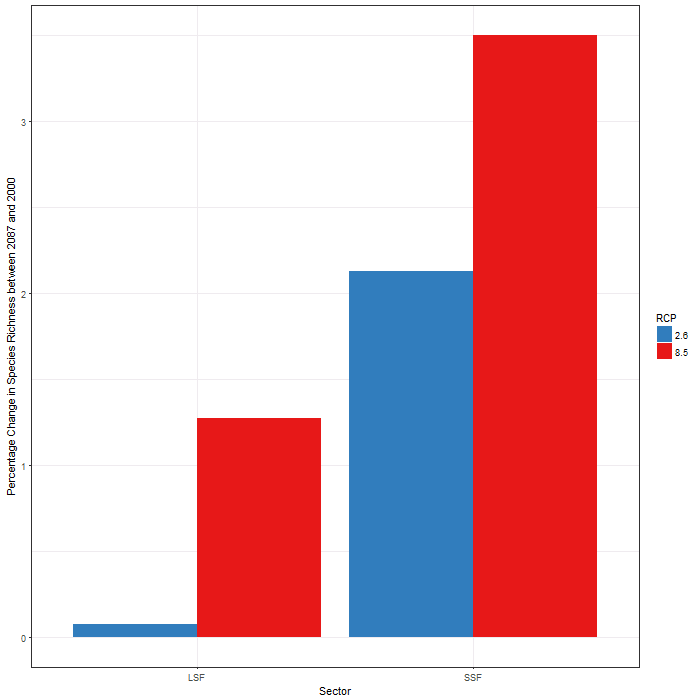 Percentage Change in Species Richness between 2087 and 2000
3
2
1
0
LSF
SSF
Sector
RCP
2.6
8.5